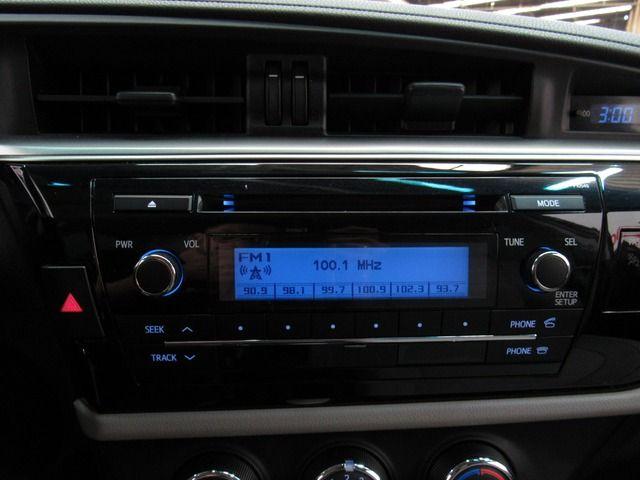 3:00
MODE
PWR
VOL
TUNE
SEL
FM1
100.1 MHz
90.9 98.1 99.7 100.9 102.3 93.7
ENTER
SETUP
SEEK
PHONE
TRACK
PHONE